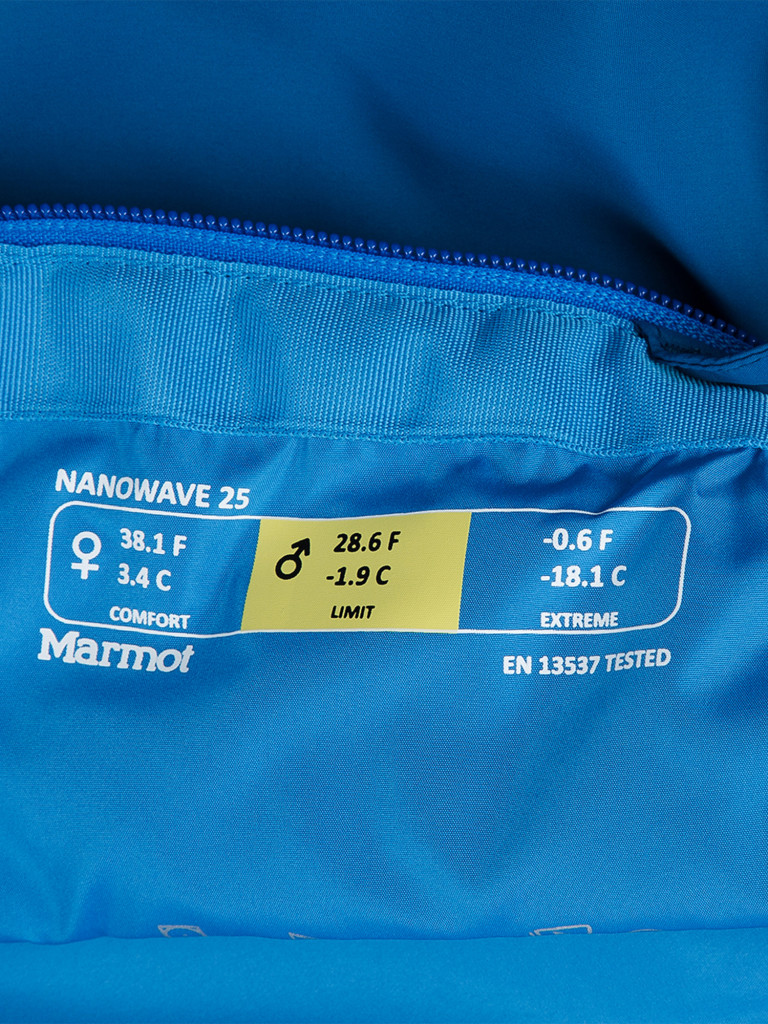 NANOWAVE 25
♀ 38.1 F
3.4 C
COMFORT
♂ 28.6 F
-1.9 C
LIMIT
-0.6 F
-18.1 C
EXTREME
Marmot
EN 13537 TESTED